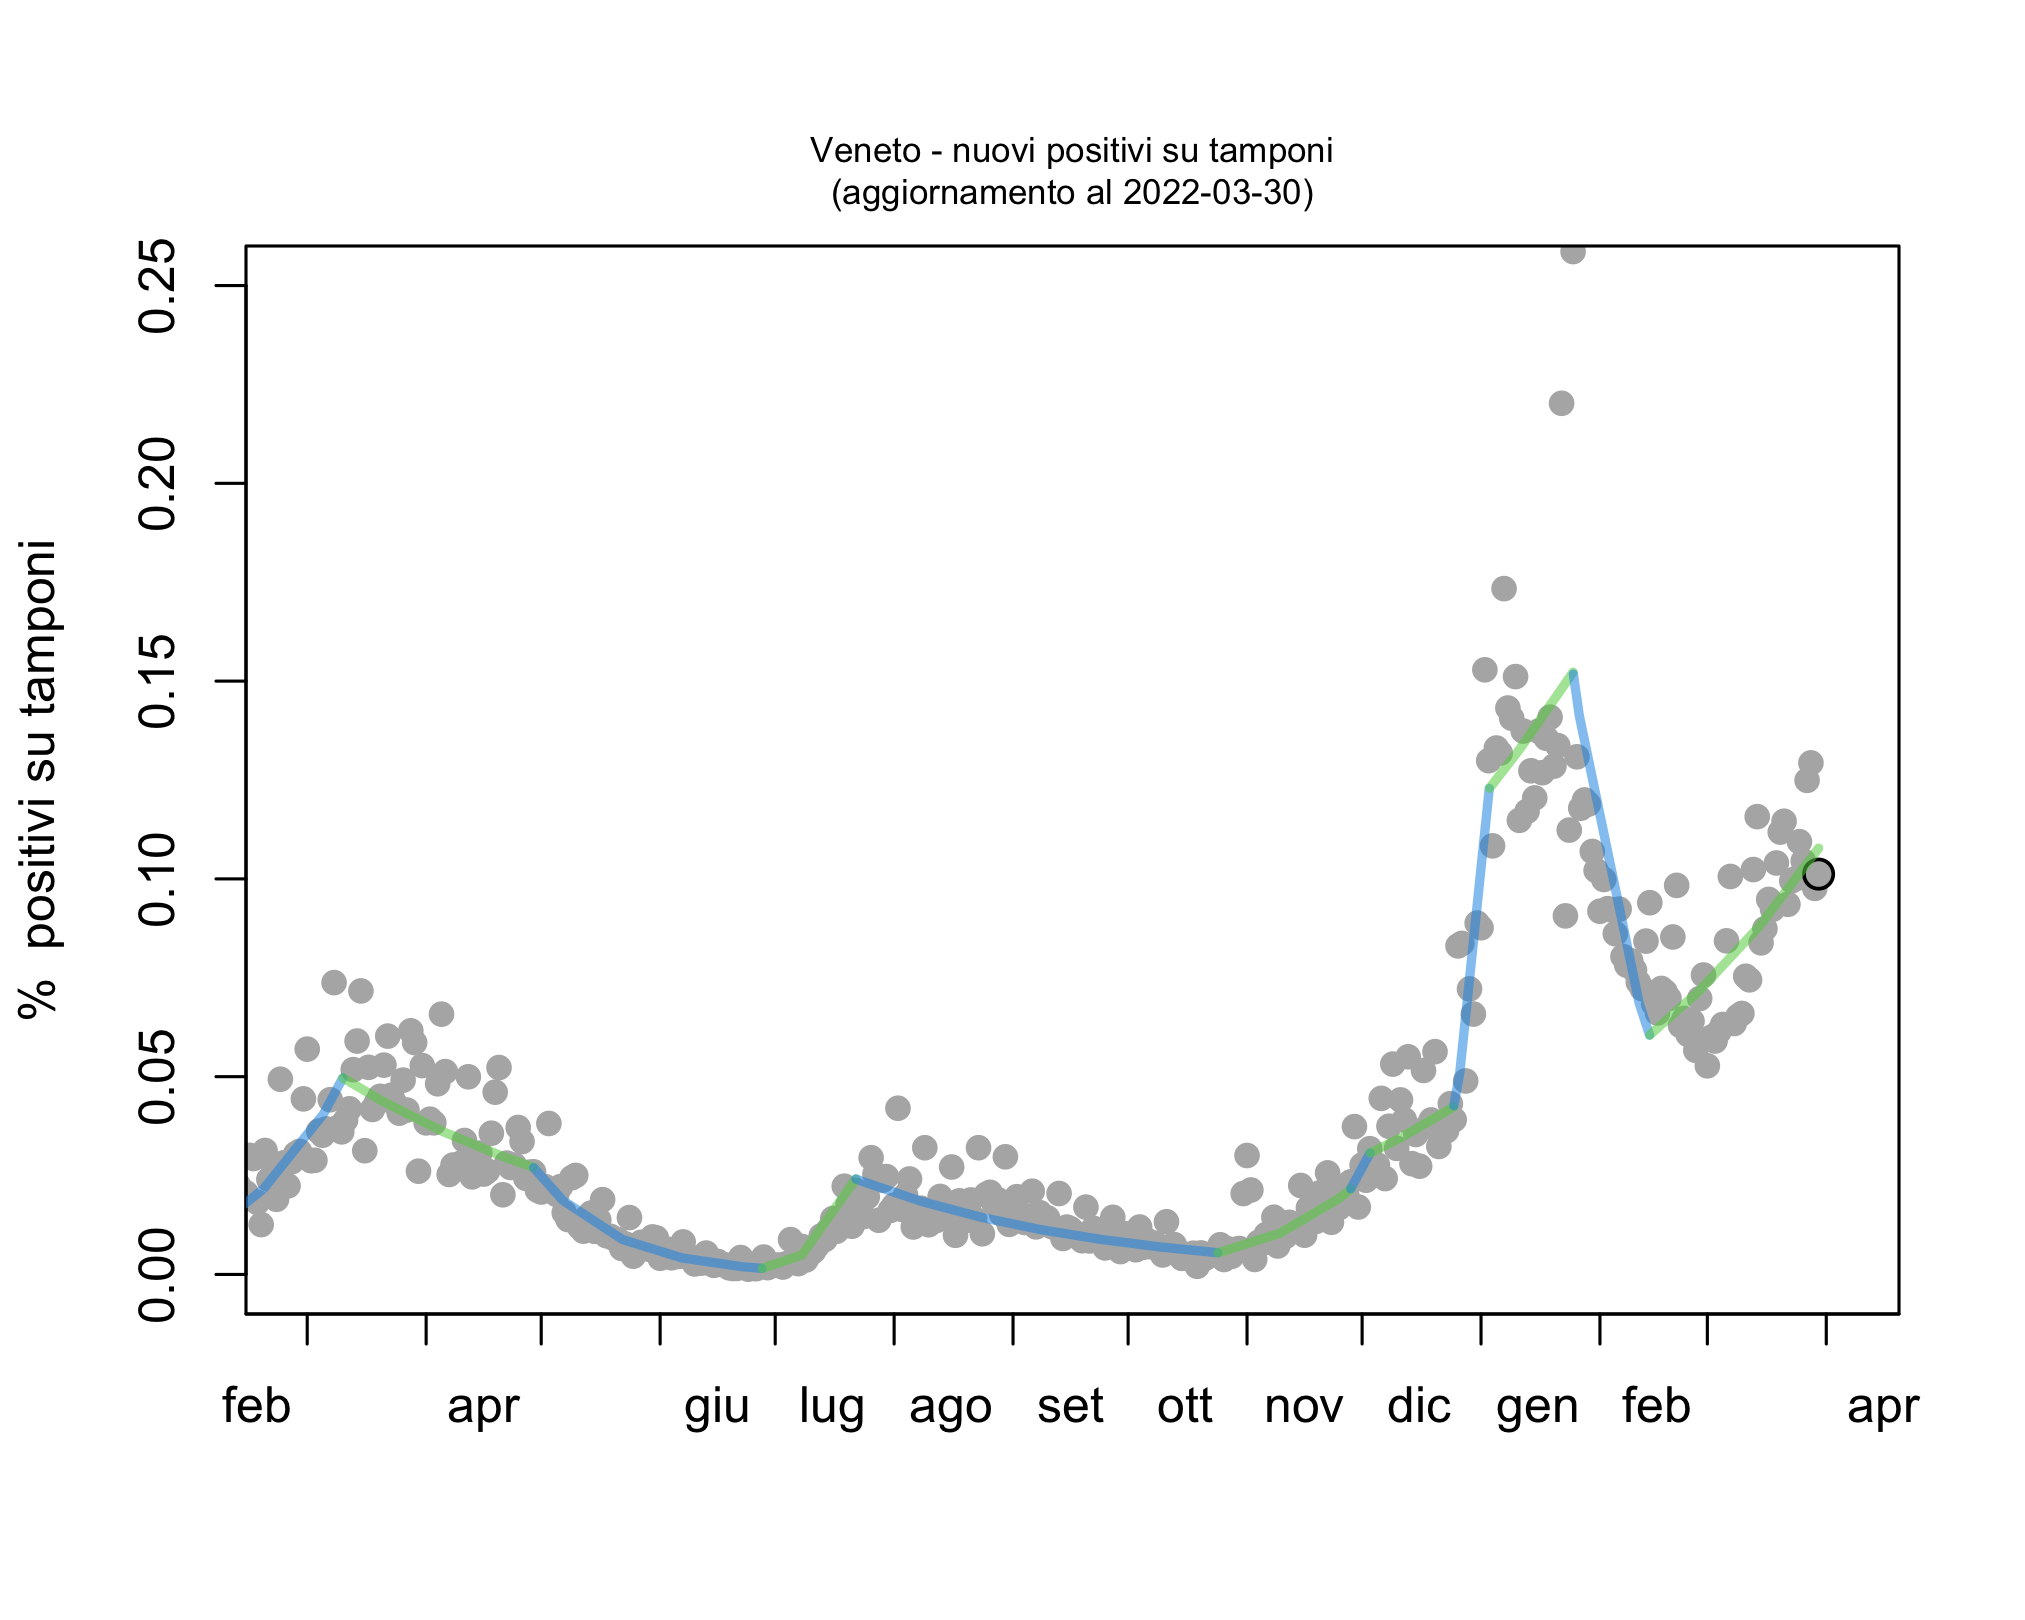 Veneto - nuovi positivi su tamponi
(aggiornamento al 2022-03-30)
% positivi su tamponi
0.25
0.20
0.15
0.10
0.05
0.00
feb apr giu lug ago set ott nov dic gen feb apr